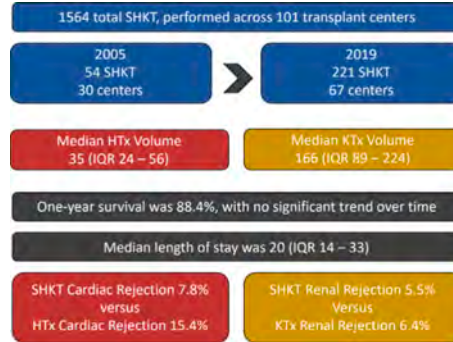 1564 total SHKT, performed across 101 transplant centers
2005
54 SHKT
30 centers
2019
221 SHKT
67 centers
Median HTx Volume
35 (IQR 24 – 56)
Median KTx Volume
166 (IQR 89 – 224)
One-year survival was 88.4%, with no significant trend over time
Median length of stay was 20 (IQR 14 – 33)
SHKT Cardiac Rejection 7.8%
versus
HTx Cardiac Rejection 15.4%
SHKT Renal Rejection 5.5%
Versus
KTx Renal Rejection 6.4%